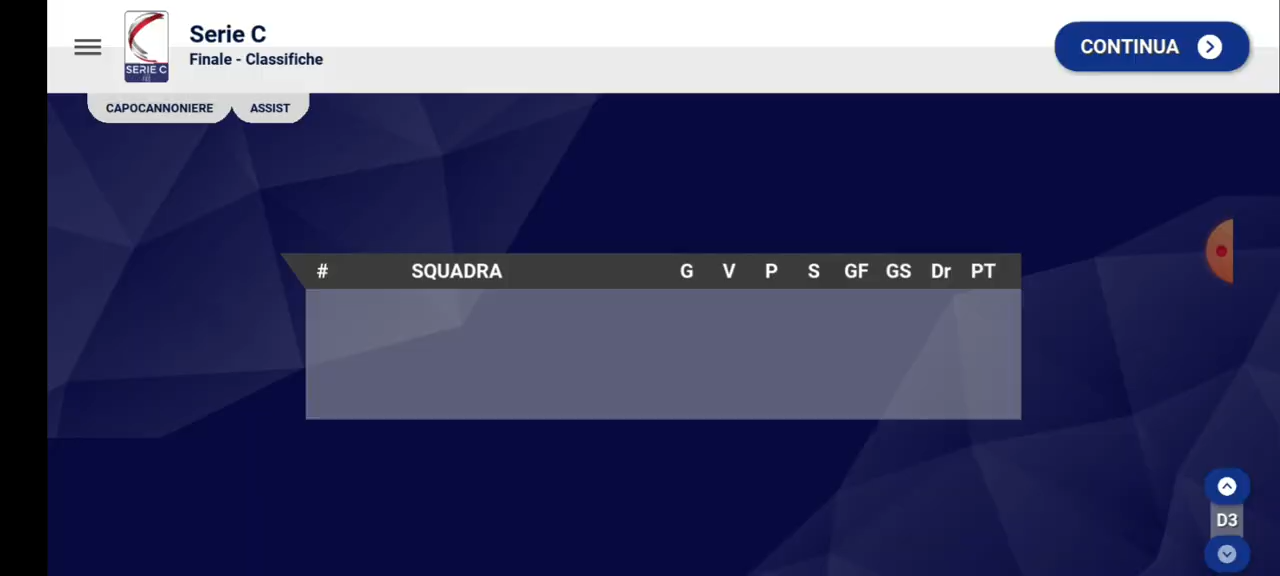 Serie C
Finale - Classifiche
SERIE C
CONTINUA
CAPOCANNONIERE
ASSIST
# SQUADRA G V P S GF GS Dr PT
D3